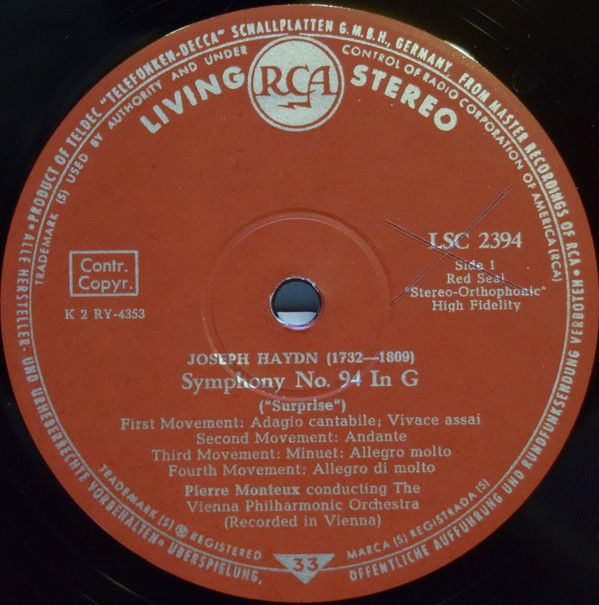 • PRODUCT OF TELDEC "TELEFUNKEN-DECCA" SCHALLPLATTEN G.M.B.H., GERMANY, FROM MASTER RECORDINGS OF RCA •
TRADEMARK (S) USED BY AUTHORITY AND UNDER CONTROL OF RADIO CORPORATION OF AMERICA (RCA)
LIVING RCA STEREO
LSC 2394
Side 1
Red Seal
"Stereo-Orthophonic"
High Fidelity
Contr.
Copyr.
K 2 RY-4353
JOSEPH HAYDN (1732—1809)
Symphony No. 94 In G
("Surprise")
First Movement: Adagio cantabile; Vivace assai
Second Movement: Andante
Third Movement: Minuet: Allegro molto
Fourth Movement: Allegro di molto
Pierre Monteux conducting The
Vienna Philharmonic Orchestra
(Recorded in Vienna)
TRADEMARK (S) ® REGISTERED
MARCA (S) REGISTRADA (S)
33
ALLE HERSTELLER- UND URHEBERRECHTE VORBEHALTEN • ÜBERSPIELUNG, ÖFFENTLICHE AUFFÜHRUNG UND RUNDFUNKSENDUNG VERBOTEN •